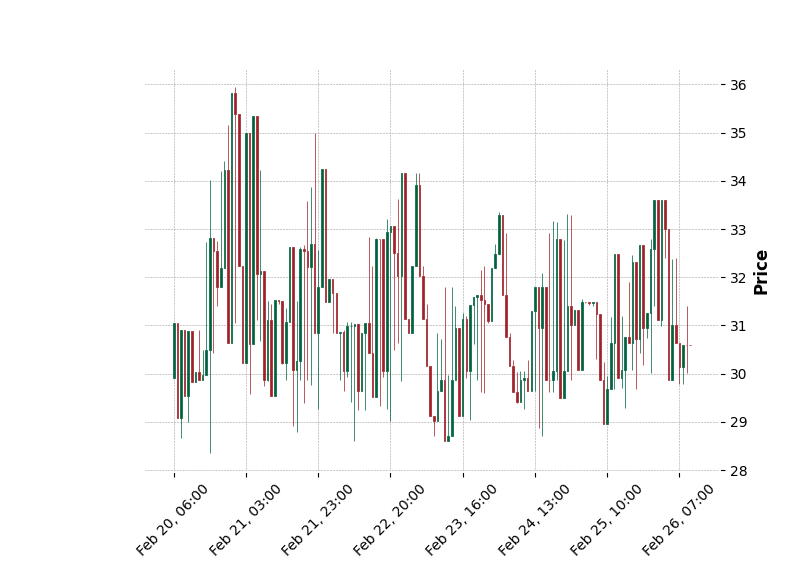 36
35
34
33
32
31
30
29
28
Price
Feb 20, 06:00
Feb 21, 03:00
Feb 21, 23:00
Feb 22, 20:00
Feb 23, 16:00
Feb 24, 13:00
Feb 25, 10:00
Feb 26, 07:00